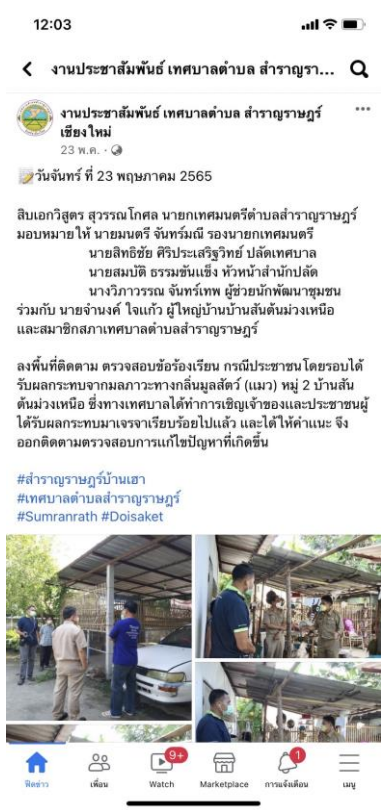 12:03
งานประชาสัมพันธ์ เทศบาลตำบล สำราญรา...
งานประชาสัมพันธ์ เทศบาลตำบล สำราญราษฎร์
เชียงใหม่
23 พ.ค. ·
📝วันจันทร์ ที่ 23 พฤษภาคม 2565
สิบเอกวิสูตร สุวรรณโกศล นายกเทศมนตรีตำบลสำราญราษฎร์
มอบหมายให้ นายมนตรี จันทร์มณี รองนายกเทศมนตรี
นายสิทธิชัย ศิริประเสริฐวิทย์ ปลัดเทศบาล
นายสมบัติ ธรรมขันแข็ง หัวหน้าสำนักปลัด
นางวิภาวรรณ จันทร์เทพ ผู้ช่วยนักพัฒนาชุมชน
ร่วมกับ นายจำนงค์ ใจแก้ว ผู้ใหญ่บ้านบ้านสันต้นม่วงเหนือ
และสมาชิกสภาเทศบาลตำบลสำราญราษฎร์
ลงพื้นที่ติดตาม ตรวจสอบข้อร้องเรียน กรณีประชาชนโดยรอบได้
รับผลกระทบจากมลภาวะทางกลิ่นมูลสัตว์ (แมว) หมู่ 2 บ้านสัน
ต้นม่วงเหนือ ซึ่งทางเทศบาลได้ทำการเชิญเจ้าของและประชาชนผู้
ได้รับผลกระทบมาเจรจาเรียบร้อยไปแล้ว และได้ให้คำแนะ จึง
ออกติดตามตรวจสอบการแก้ไขปัญหาที่เกิดขึ้น
#สำราญราษฎร์บ้านเฮา
#เทศบาลตำบลสำราญราษฎร์
#Sumranrath #Doisaket
9+
1
ฟีดข่าว เพื่อน Watch Marketplace การแจ้งเตือน เมนู